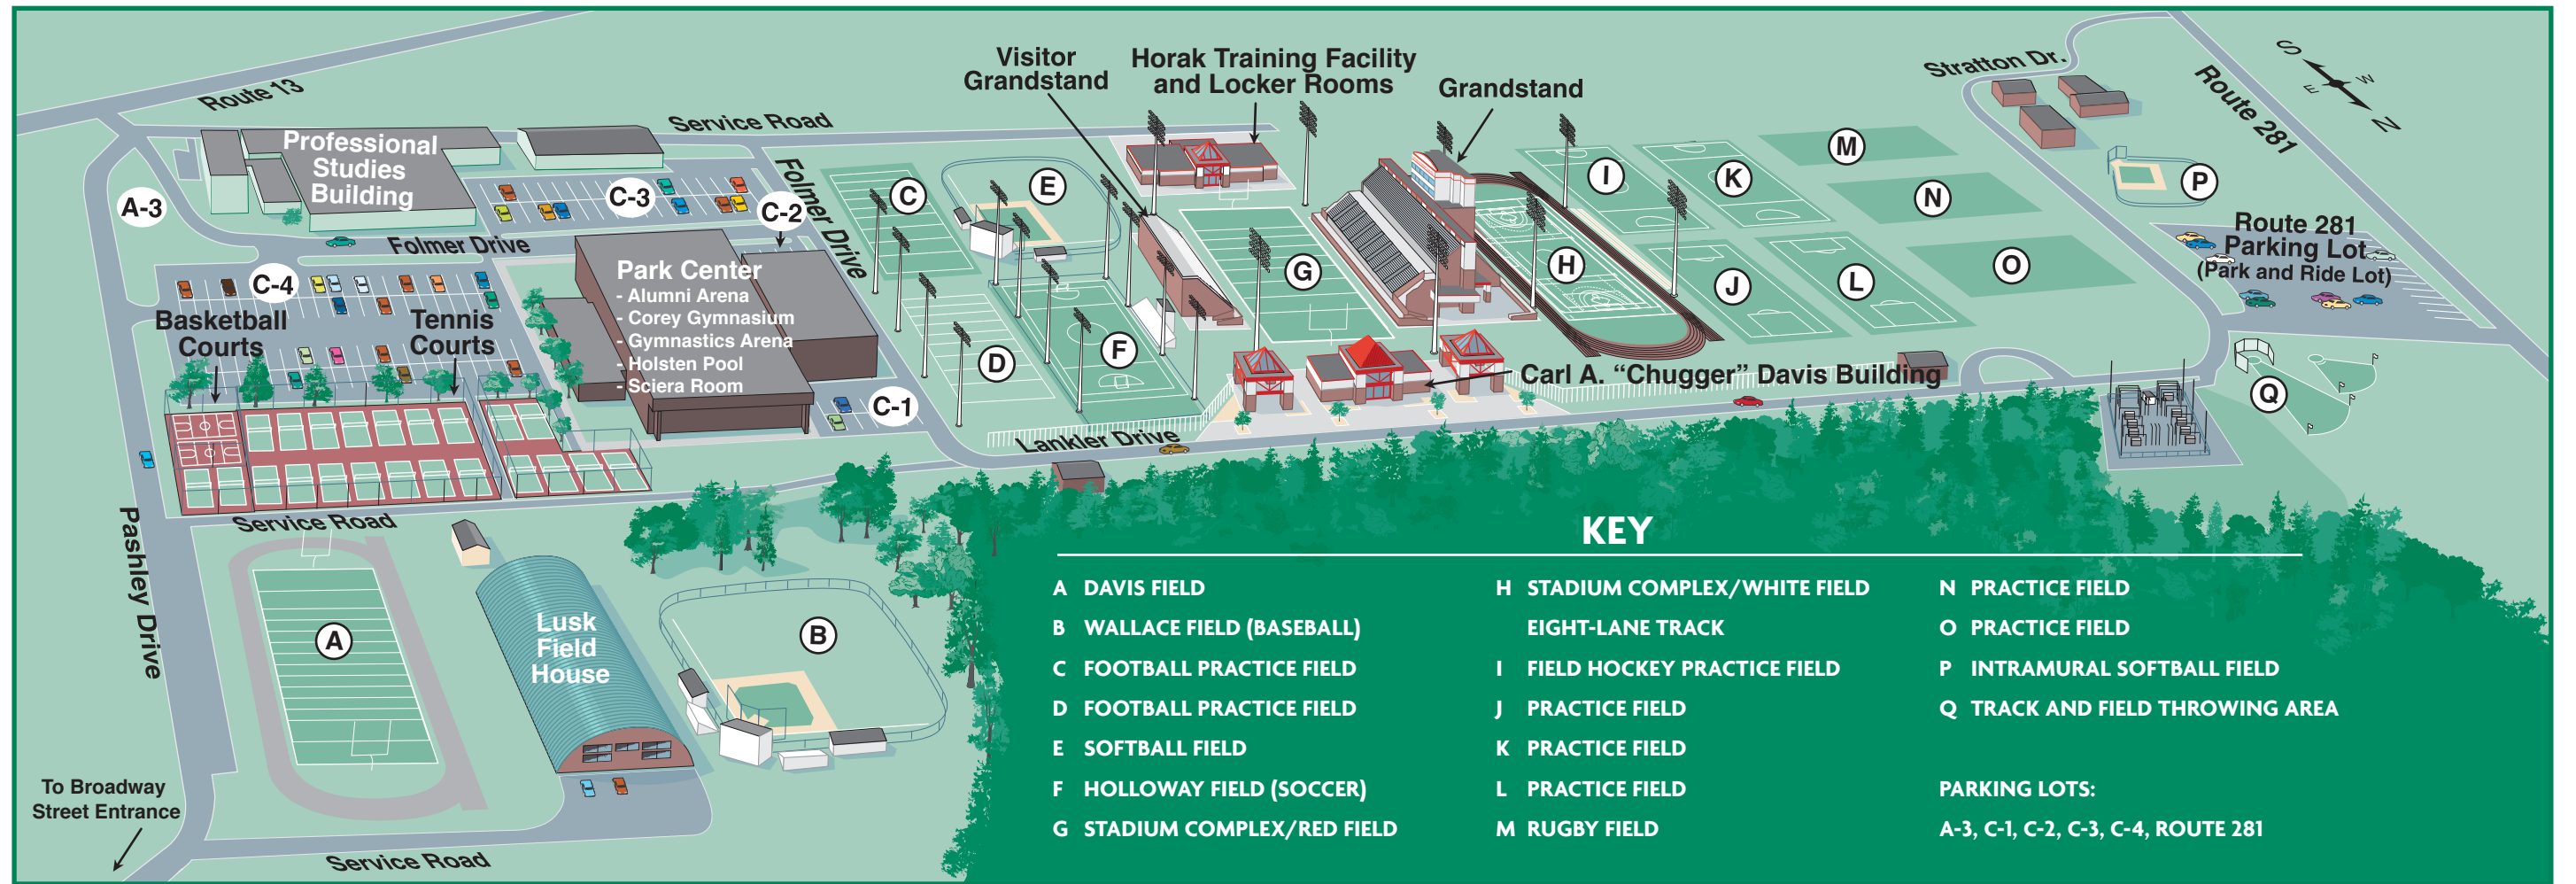 Route 13
Professional
Studies
Building
A-3
C-3
C-2
Service Road
Folmer Drive
Folmer Drive
C-4
Basketball
Courts
Tennis
Courts
Park Center
- Alumni Arena
- Corey Gymnasium
- Gymnastics Arena
- Holsten Pool
- Sciera Room
C-1
Visitor
Grandstand
Horak Training Facility
and Locker Rooms
Grandstand
C
E
D
F
G
H
I
K
J
L
M
N
O
P
Q
Stratton Dr.
Route 281
S
W
E
N
Route 281
Parking Lot
(Park and Ride Lot)
Carl A. “Chugger” Davis Building
Lankler Drive
Pashley Drive
Service Road
A
Lusk
Field
House
B
To Broadway
Street Entrance
Service Road
KEY
A DAVIS FIELD
B WALLACE FIELD (BASEBALL)
C FOOTBALL PRACTICE FIELD
D FOOTBALL PRACTICE FIELD
E SOFTBALL FIELD
F HOLLOWAY FIELD (SOCCER)
G STADIUM COMPLEX/RED FIELD
H STADIUM COMPLEX/WHITE FIELD
EIGHT-LANE TRACK
I FIELD HOCKEY PRACTICE FIELD
J PRACTICE FIELD
K PRACTICE FIELD
L PRACTICE FIELD
M RUGBY FIELD
N PRACTICE FIELD
O PRACTICE FIELD
P INTRAMURAL SOFTBALL FIELD
Q TRACK AND FIELD THROWING AREA
PARKING LOTS:
A-3, C-1, C-2, C-3, C-4, ROUTE 281